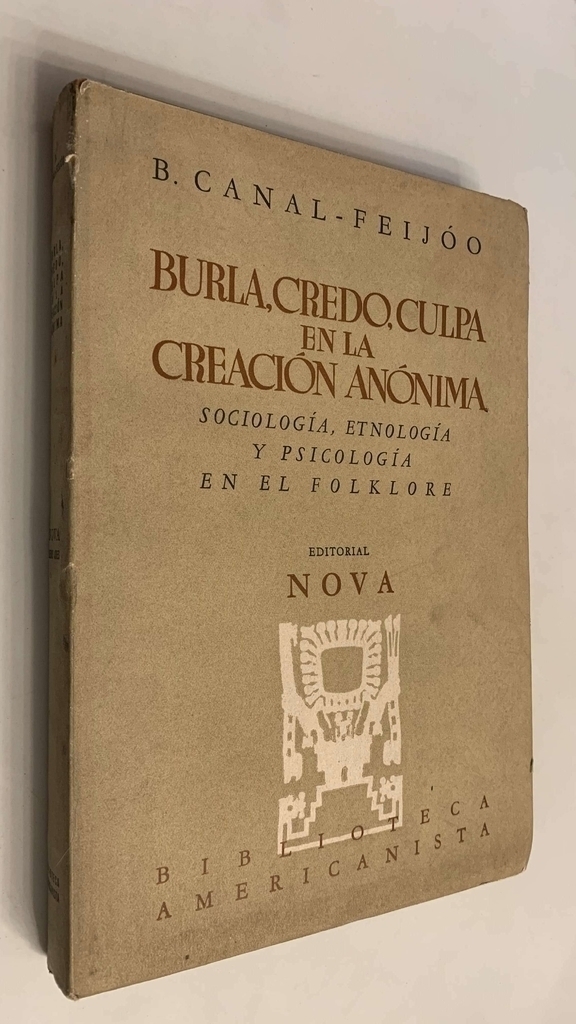 B. CANAL-FEIJÓO
BURLA, CREDO, CULPA
EN LA
CREACIÓN ANÓNIMA
SOCIOLOGÍA, ETNOLOGÍA
Y PSICOLOGÍA
EN EL FOLKLORE
EDITORIAL
NOVA
BIBLIOTECA
AMERICANISTA